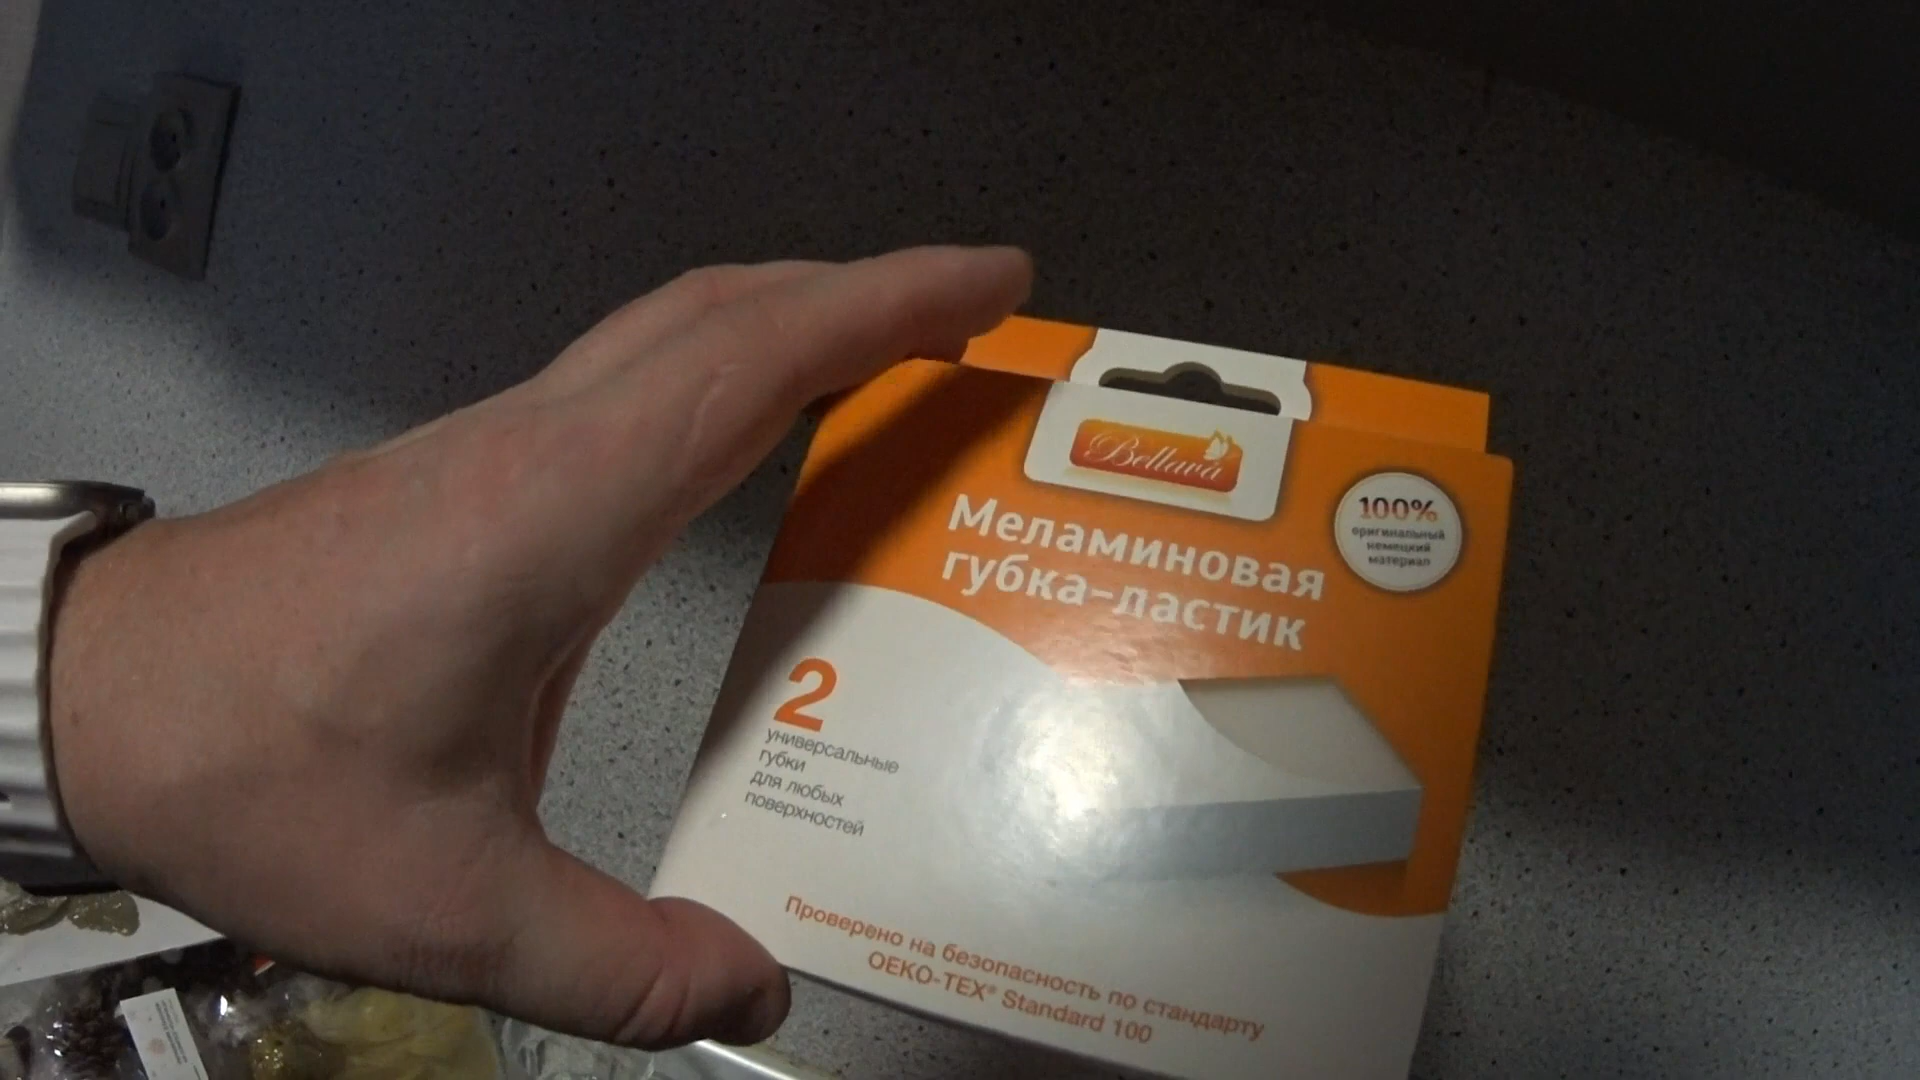 Bellava
100%
оригинальный
немецкий
материал
Меламиновая
губка-ластик
2
универсальные
губки
для любых
поверхностей
Проверено на безопасность по стандарту
OEKO-TEX® Standard 100